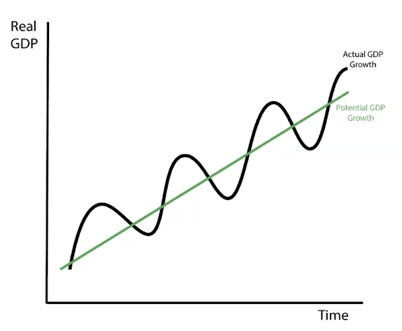 Real
GDP
Actual GDP
Growth
Potential GDP
Growth
Time